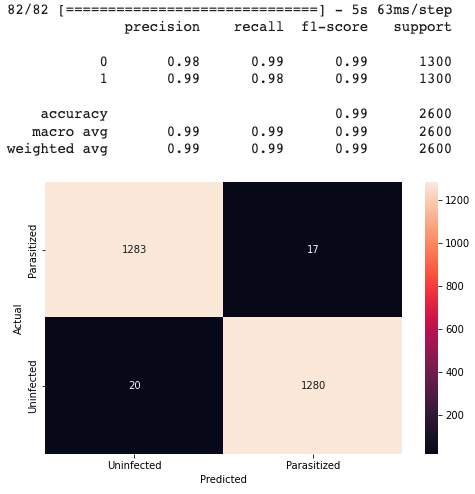 82/82 [==============================] - 5s 63ms/step
precision recall f1-score support
0 0.98 0.99 0.99 1300
1 0.99 0.98 0.99 1300
accuracy 0.99 2600
macro avg 0.99 0.99 0.99 2600
weighted avg 0.99 0.99 0.99 2600
Actual
Parasitized
1283 17
Uninfected
20 1280
Uninfected Parasitized
Predicted
1200
1000
800
600
400
200